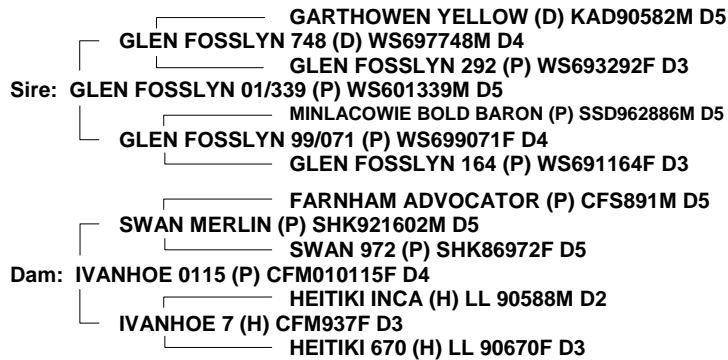 GARTHOWEN YELLOW (D) KAD90582M D5
GLEN FOSSLYN 748 (D) WS697748M D4
GLEN FOSSLYN 292 (P) WS693292F D3
Sire: GLEN FOSSLYN 01/339 (P) WS601339M D5
MINLACOWIE BOLD BARON (P) SSD962886M D5
GLEN FOSSLYN 99/071 (P) WS699071F D4
GLEN FOSSLYN 164 (P) WS691164F D3
FARNHAM ADVOCATOR (P) CFS891M D5
SWAN MERLIN (P) SHK921602M D5
SWAN 972 (P) SHK86972F D5
Dam: IVANHOE 0115 (P) CFM010115F D4
HEITIKI INCA (H) LL 90588M D2
IVANHOE 7 (H) CFM937F D3
HEITIKI 670 (H) LL 90670F D3